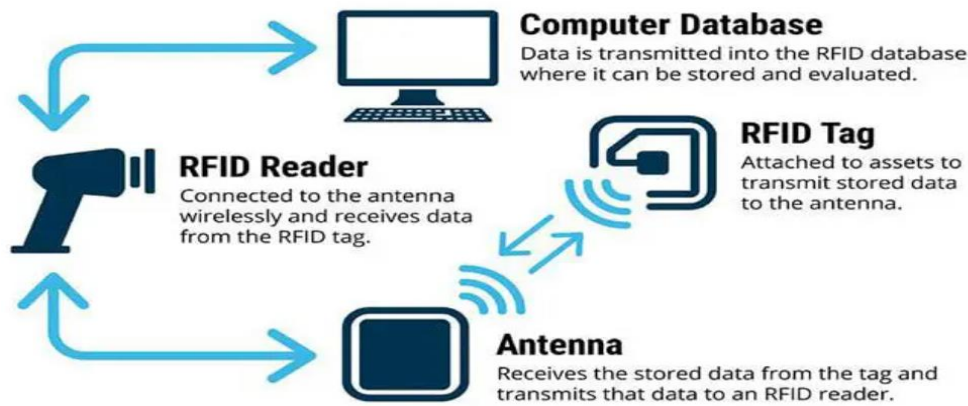 Computer Database
Data is transmitted into the RFID database
where it can be stored and evaluated.
RFID Tag
Attached to assets to
transmit stored data
to the antenna.
RFID Reader
Connected to the antenna
wirelessly and receives data
from the RFID tag.
Antenna
Receives the stored data from the tag and
transmits that data to an RFID reader.